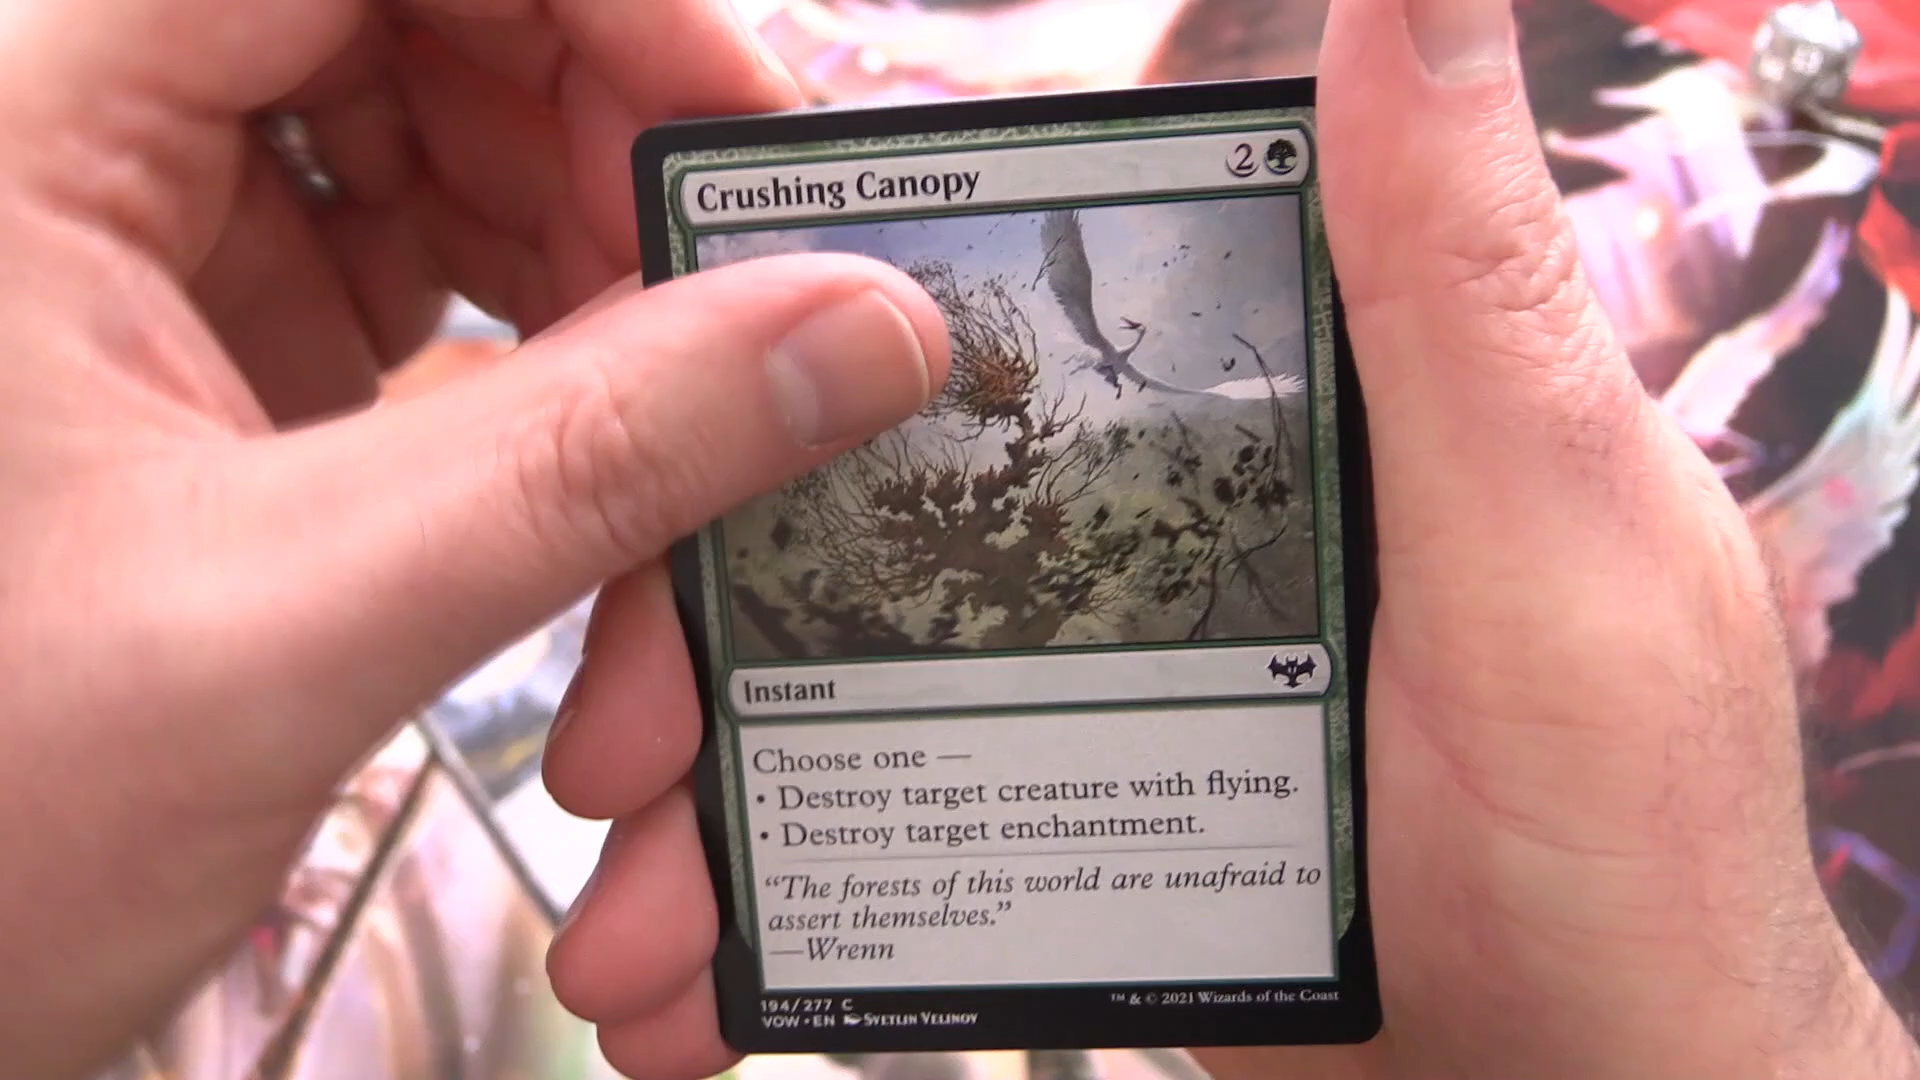 Crushing Canopy
2
Instant
Choose one —
• Destroy target creature with flying.
• Destroy target enchantment.
“The forests of this world are unafraid to
assert themselves.”
—Wrenn
194/277 C
™ & © 2021 Wizards of the Coast
VOW • EN Svetlin Velinov